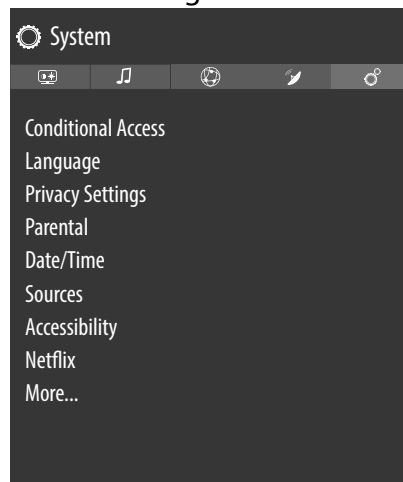 System
Conditional Access
Language
Privacy Settings
Parental
Date/Time
Sources
Accessibility
Netflix
More...